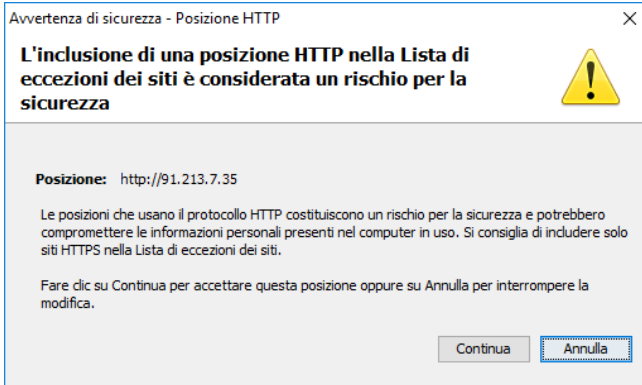 Avvertenza di sicurezza - Posizione HTTP
L'inclusione di una posizione HTTP nella Lista di
eccezioni dei siti è considerata un rischio per la
sicurezza
Posizione: http://91.213.7.35
Le posizioni che usano il protocollo HTTP costituiscono un rischio per la sicurezza e potrebbero
compromettere le informazioni personali presenti nel computer in uso. Si consiglia di includere solo
siti HTTPS nella Lista di eccezioni dei siti.
Fare clic su Continua per accettare questa posizione oppure su Annulla per interrompere la
modifica.
Continua Annulla